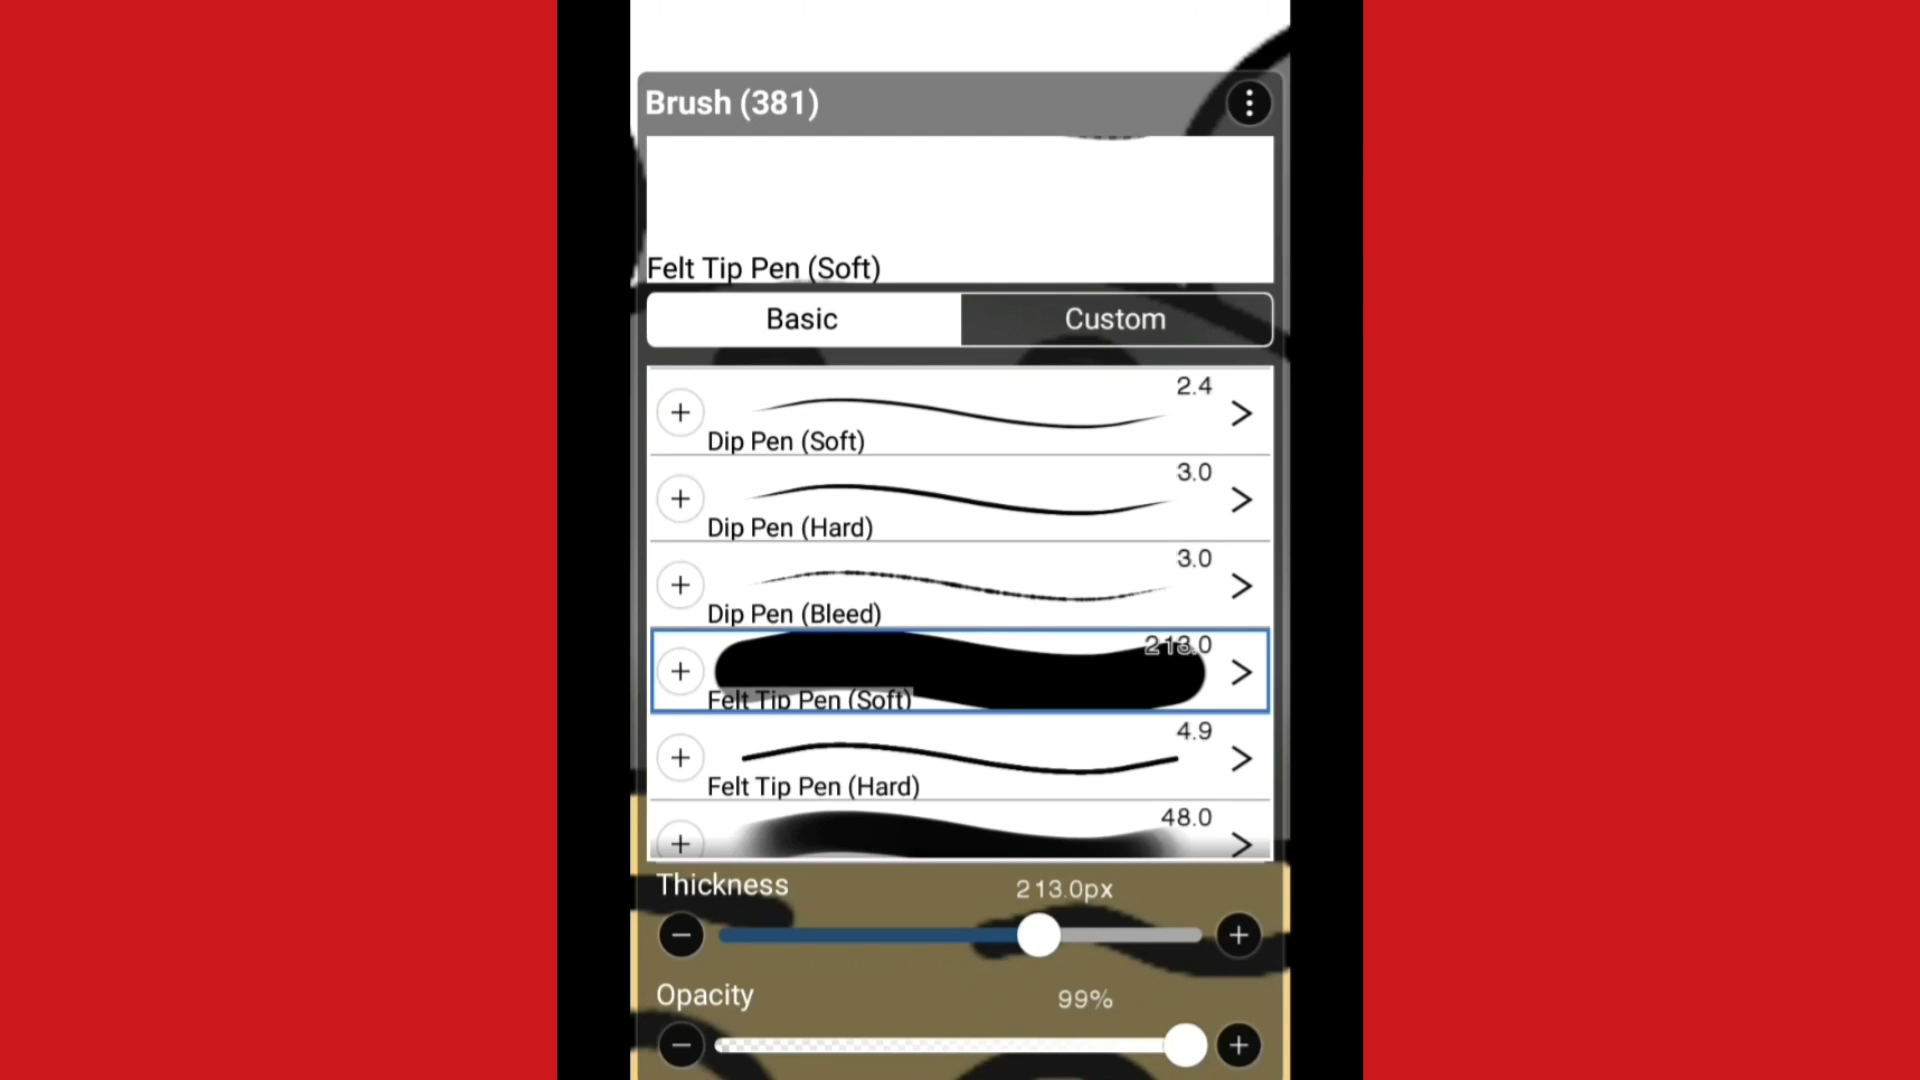 Brush (381)
Felt Tip Pen (Soft)
Basic
Custom
2.4
Dip Pen (Soft)
3.0
Dip Pen (Hard)
3.0
Dip Pen (Bleed)
213.0
Felt Tip Pen (Soft)
4.9
Felt Tip Pen (Hard)
48.0
Thickness
213.0px
Opacity
99%